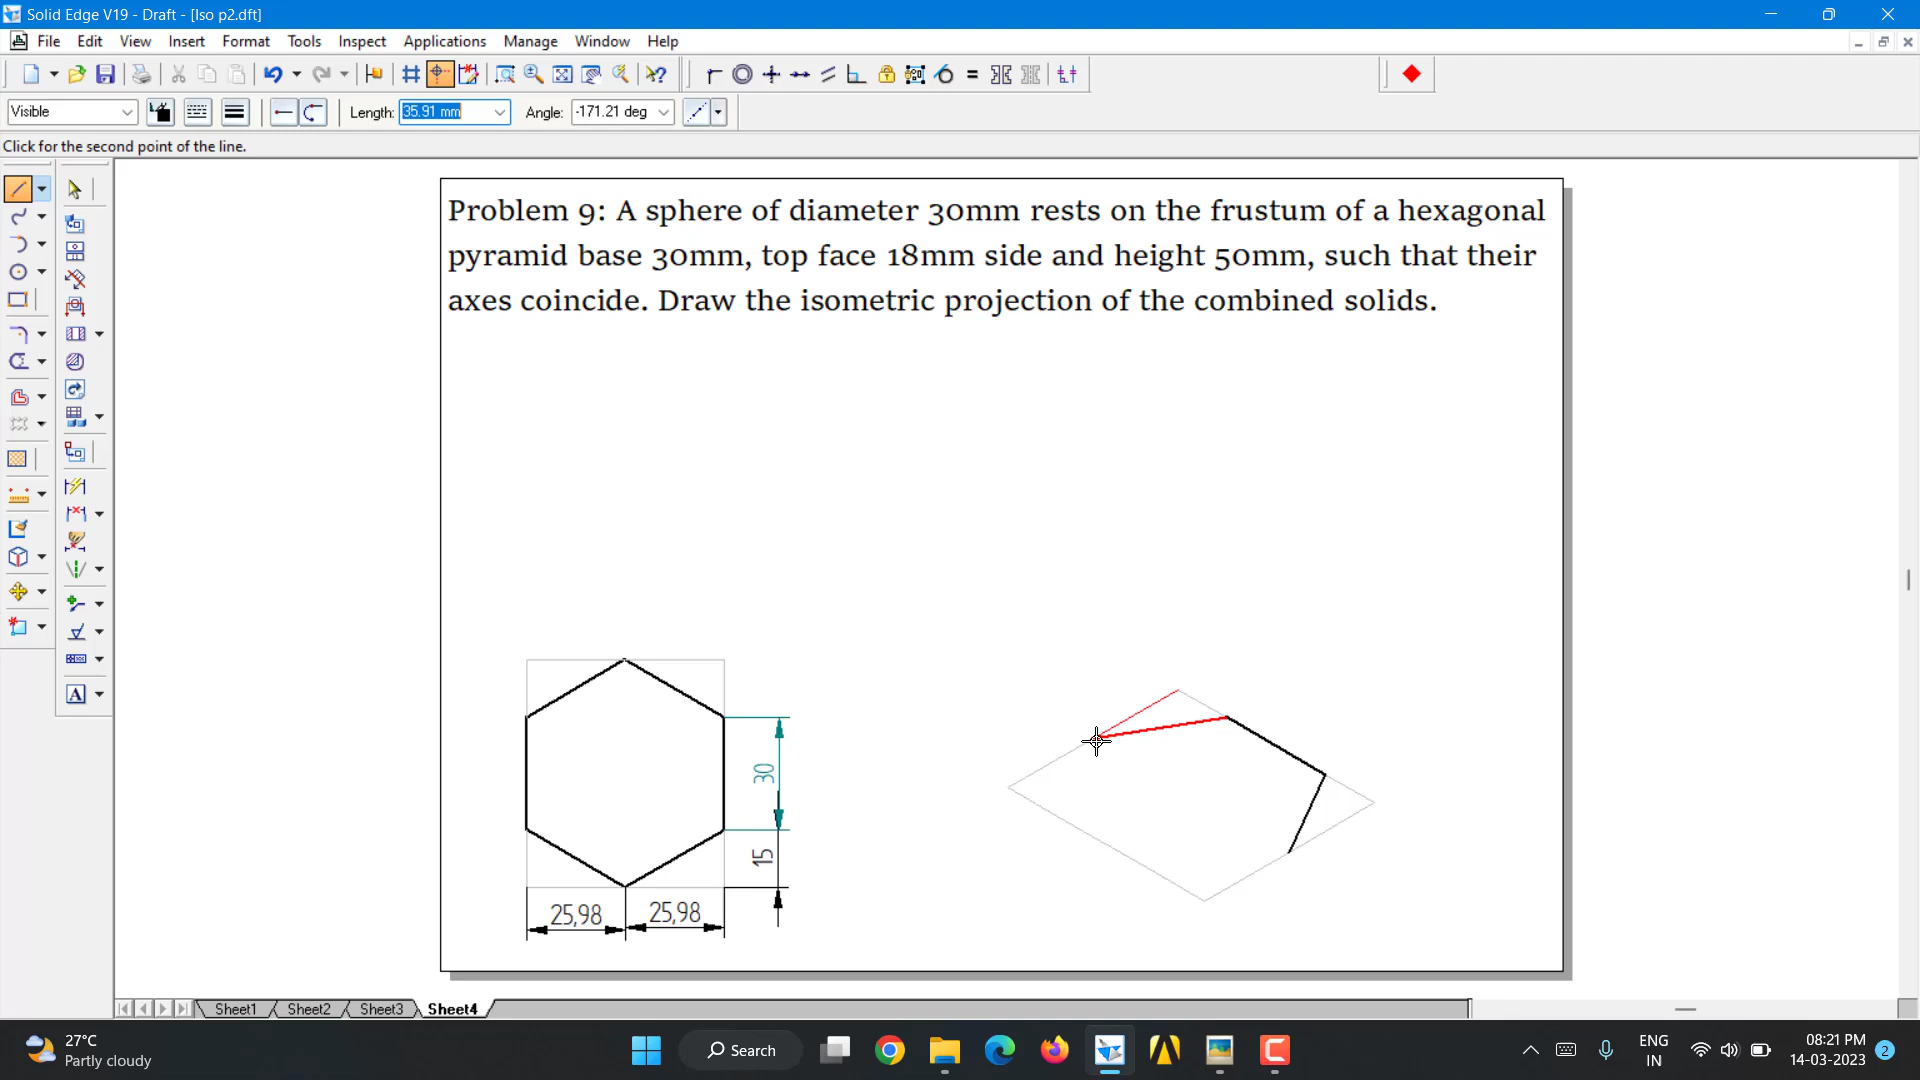 Solid Edge V19 - Draft - [Iso p2.dft]
File Edit View Insert Format Tools Inspect Applications Manage Window Help
Visible Length: 35.91 mm Angle: -171.21 deg
Click for the second point of the line.
Problem 9: A sphere of diameter 30mm rests on the frustum of a hexagonal
pyramid base 30mm, top face 18mm side and height 50mm, such that their
axes coincide. Draw the isometric projection of the combined solids.
30
15
25,98 25,98
A
Sheet1 Sheet2 Sheet3 Sheet4
27°C
Partly cloudy
Search
ENG
IN
08:21 PM
14-03-2023
2